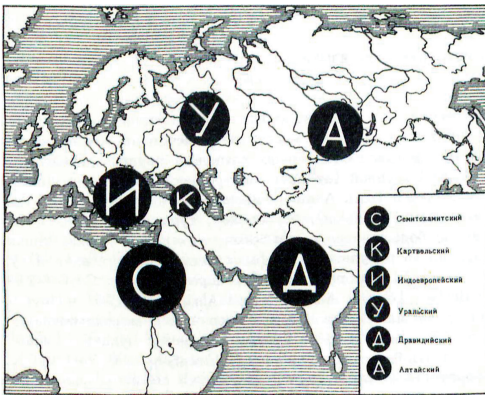 У
А
И
К
С
Д
С Семитохамитский
К Картвельский
И Индоевропейский
У Уральский
Д Дравидийский
А Алтайский